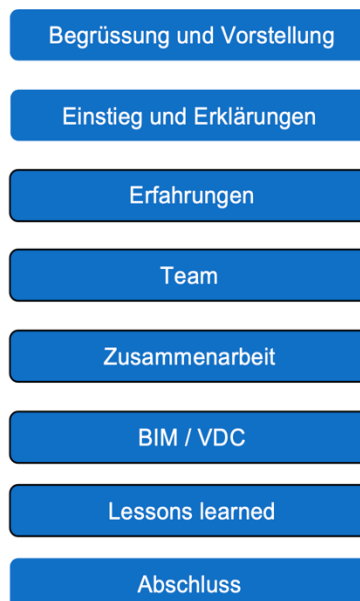 Begrüssung und Vorstellung
Einstieg und Erklärungen
Erfahrungen
Team
Zusammenarbeit
BIM / VDC
Lessons learned
Abschluss